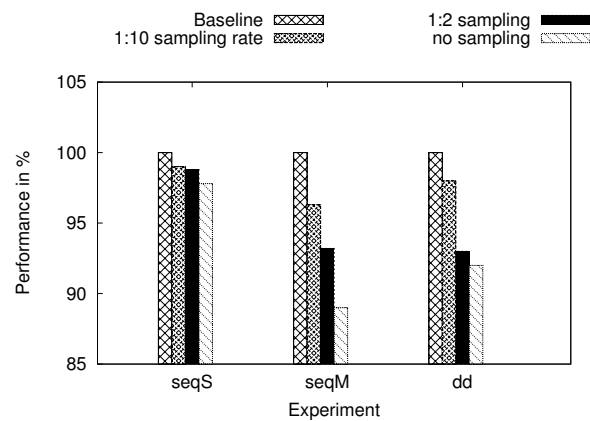 Baseline
1:2 sampling
1:10 sampling rate
no sampling
105
100
95
90
85
Performance in %
seqS
seqM
dd
Experiment